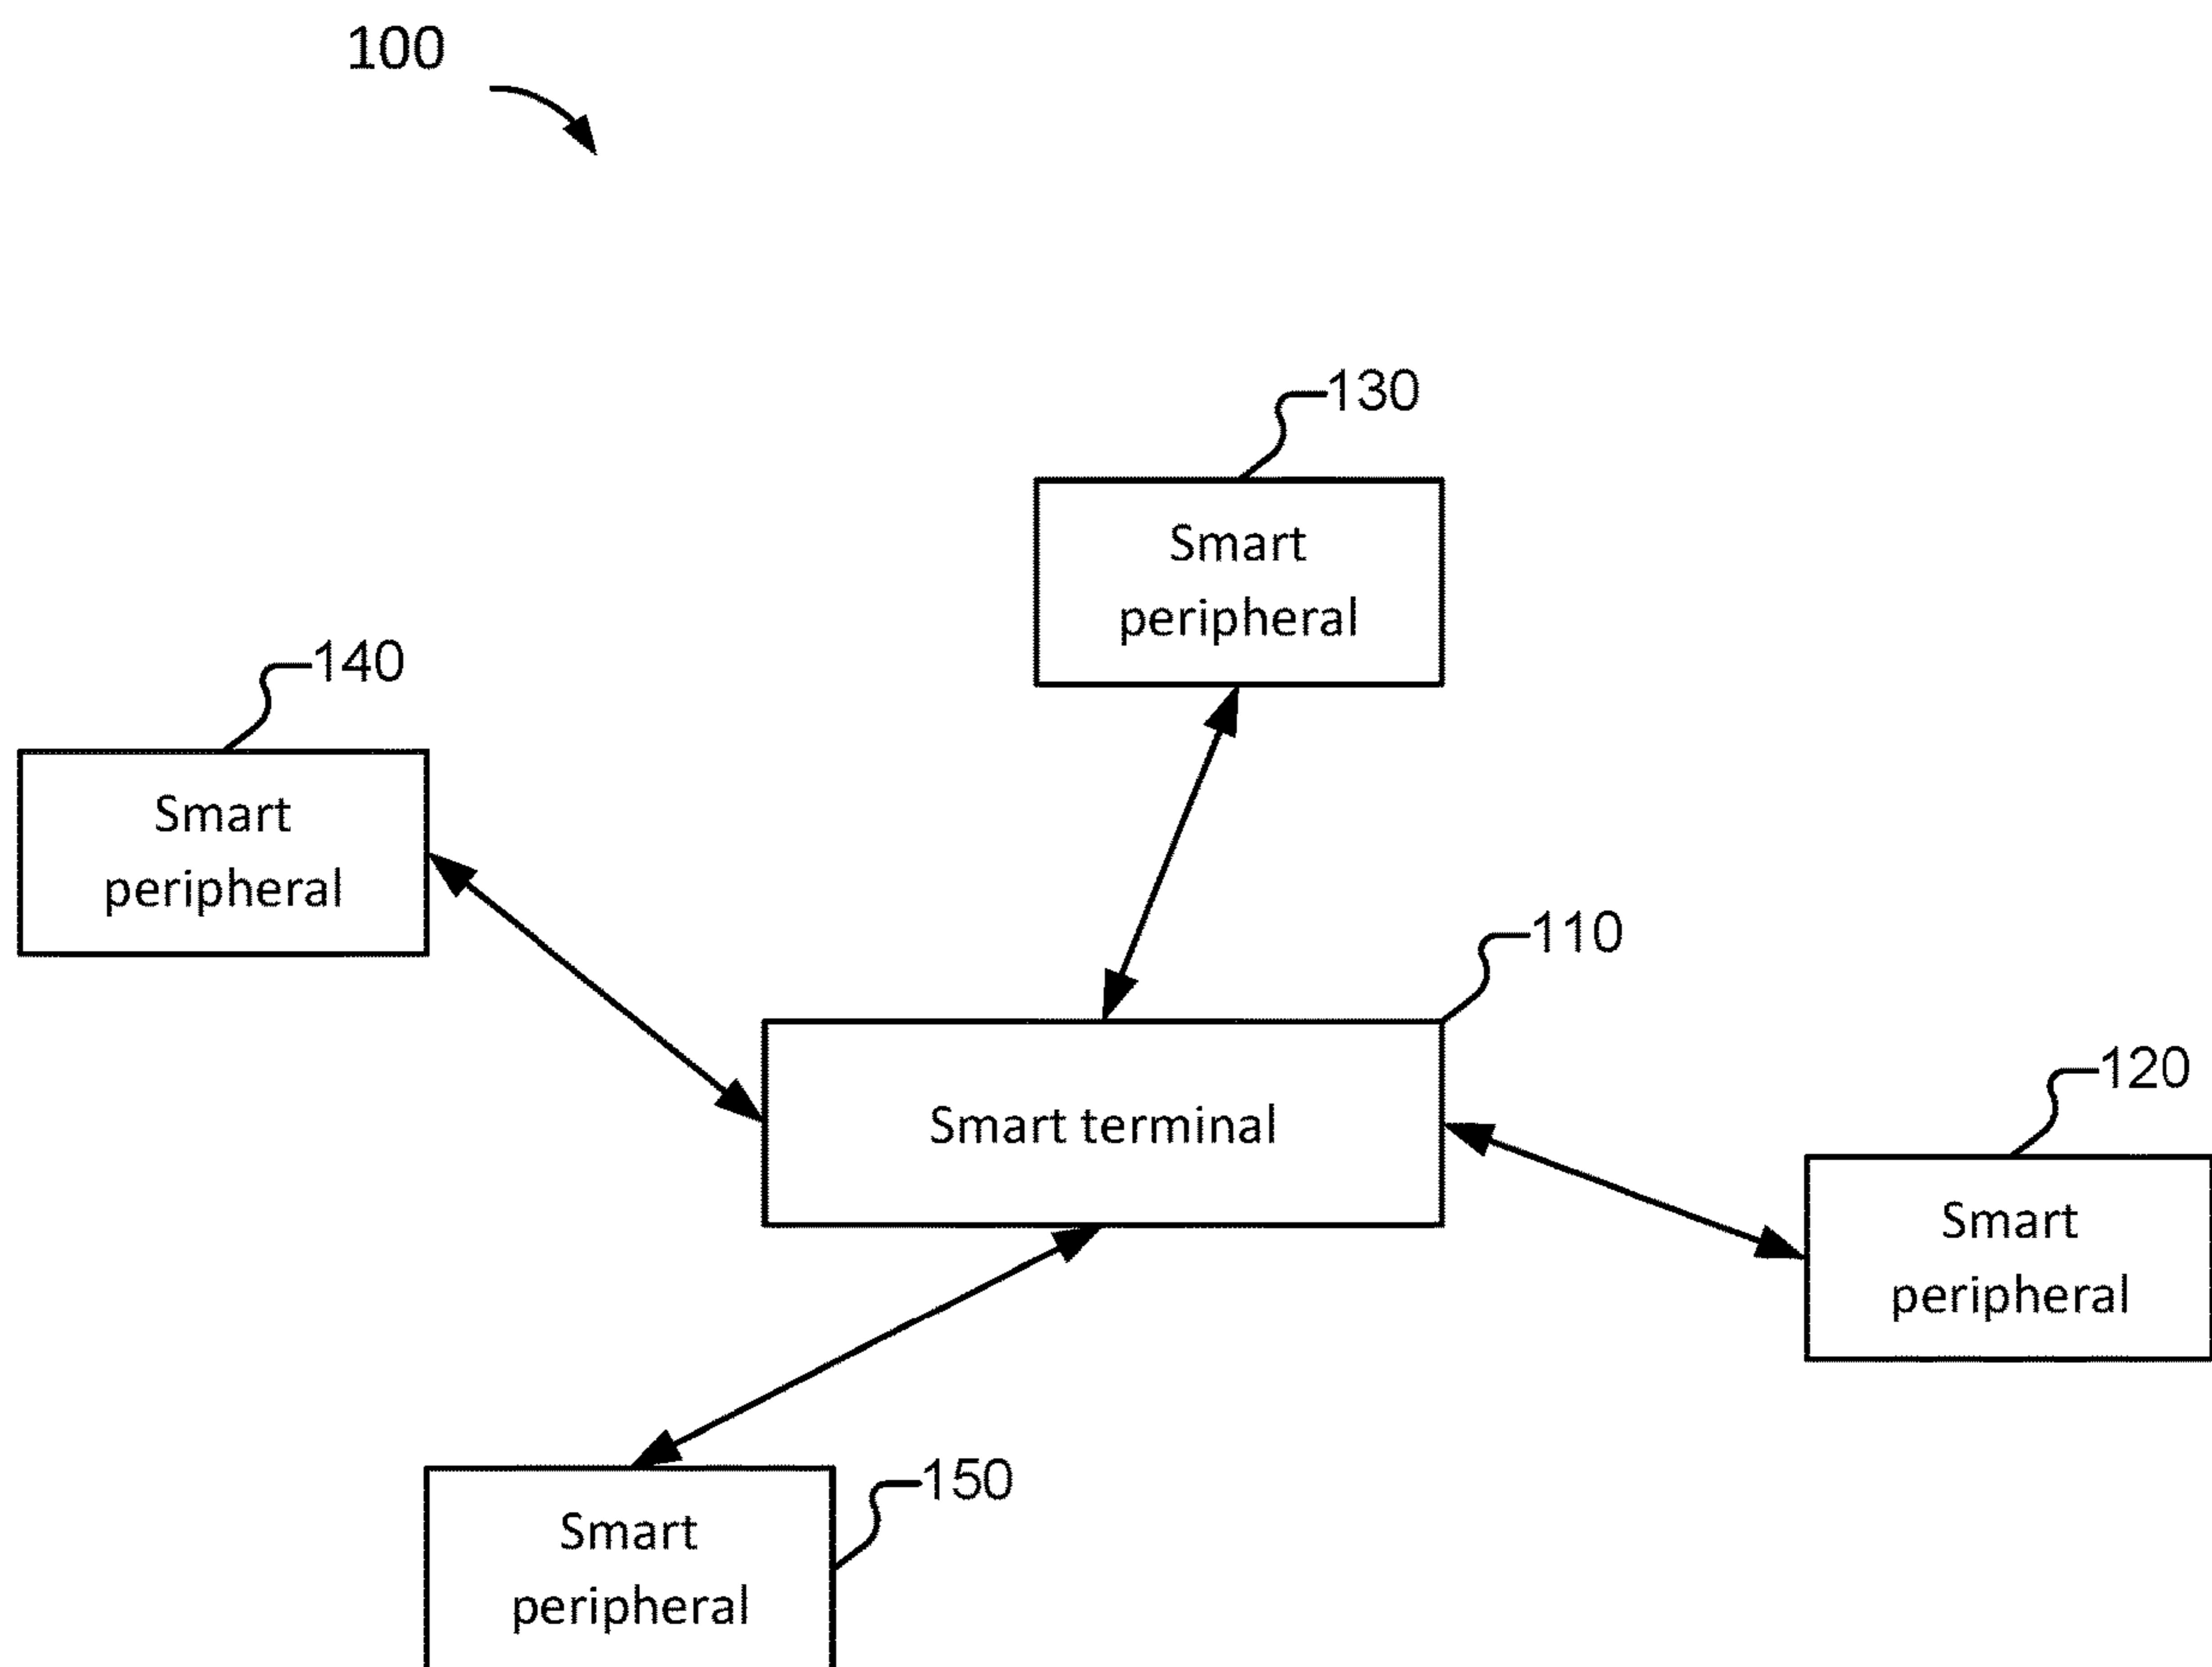 100
130
Smart
peripheral
140
Smart
peripheral
110
Smart terminal
120
Smart
peripheral
150
Smart
peripheral